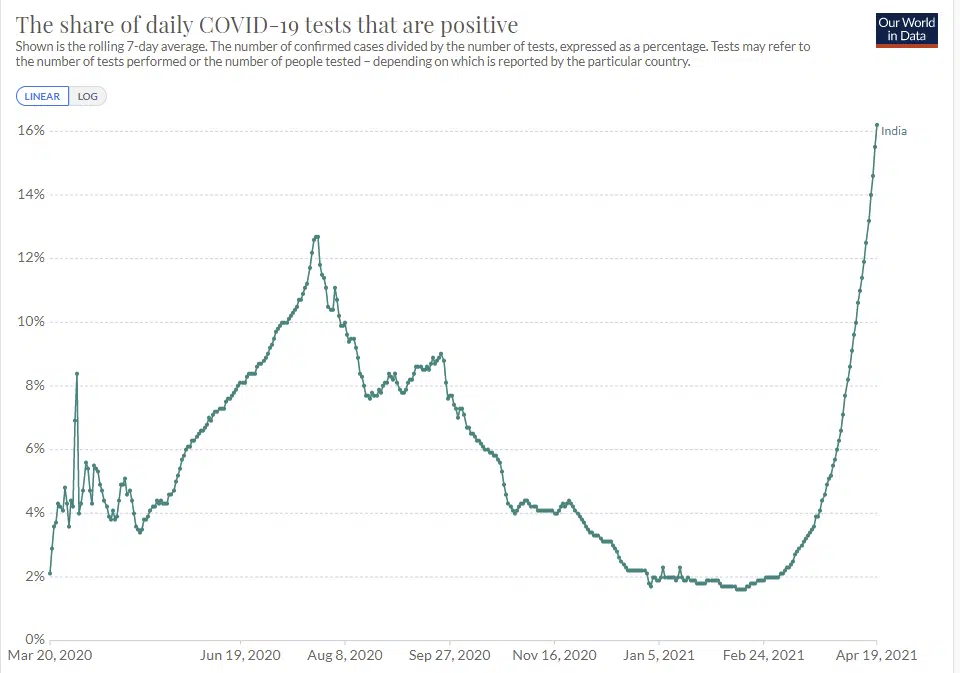 The share of daily COVID-19 tests that are positive
Our World
in Data
Shown is the rolling 7-day average. The number of confirmed cases divided by the number of tests, expressed as a percentage. Tests may refer to
the number of tests performed or the number of people tested – depending on which is reported by the particular country.
LINEAR LOG
16%
India
14%
12%
10%
8%
6%
4%
2%
0%
Mar 20, 2020 Jun 19, 2020 Aug 8, 2020 Sep 27, 2020 Nov 16, 2020 Jan 5, 2021 Feb 24, 2021 Apr 19, 2021